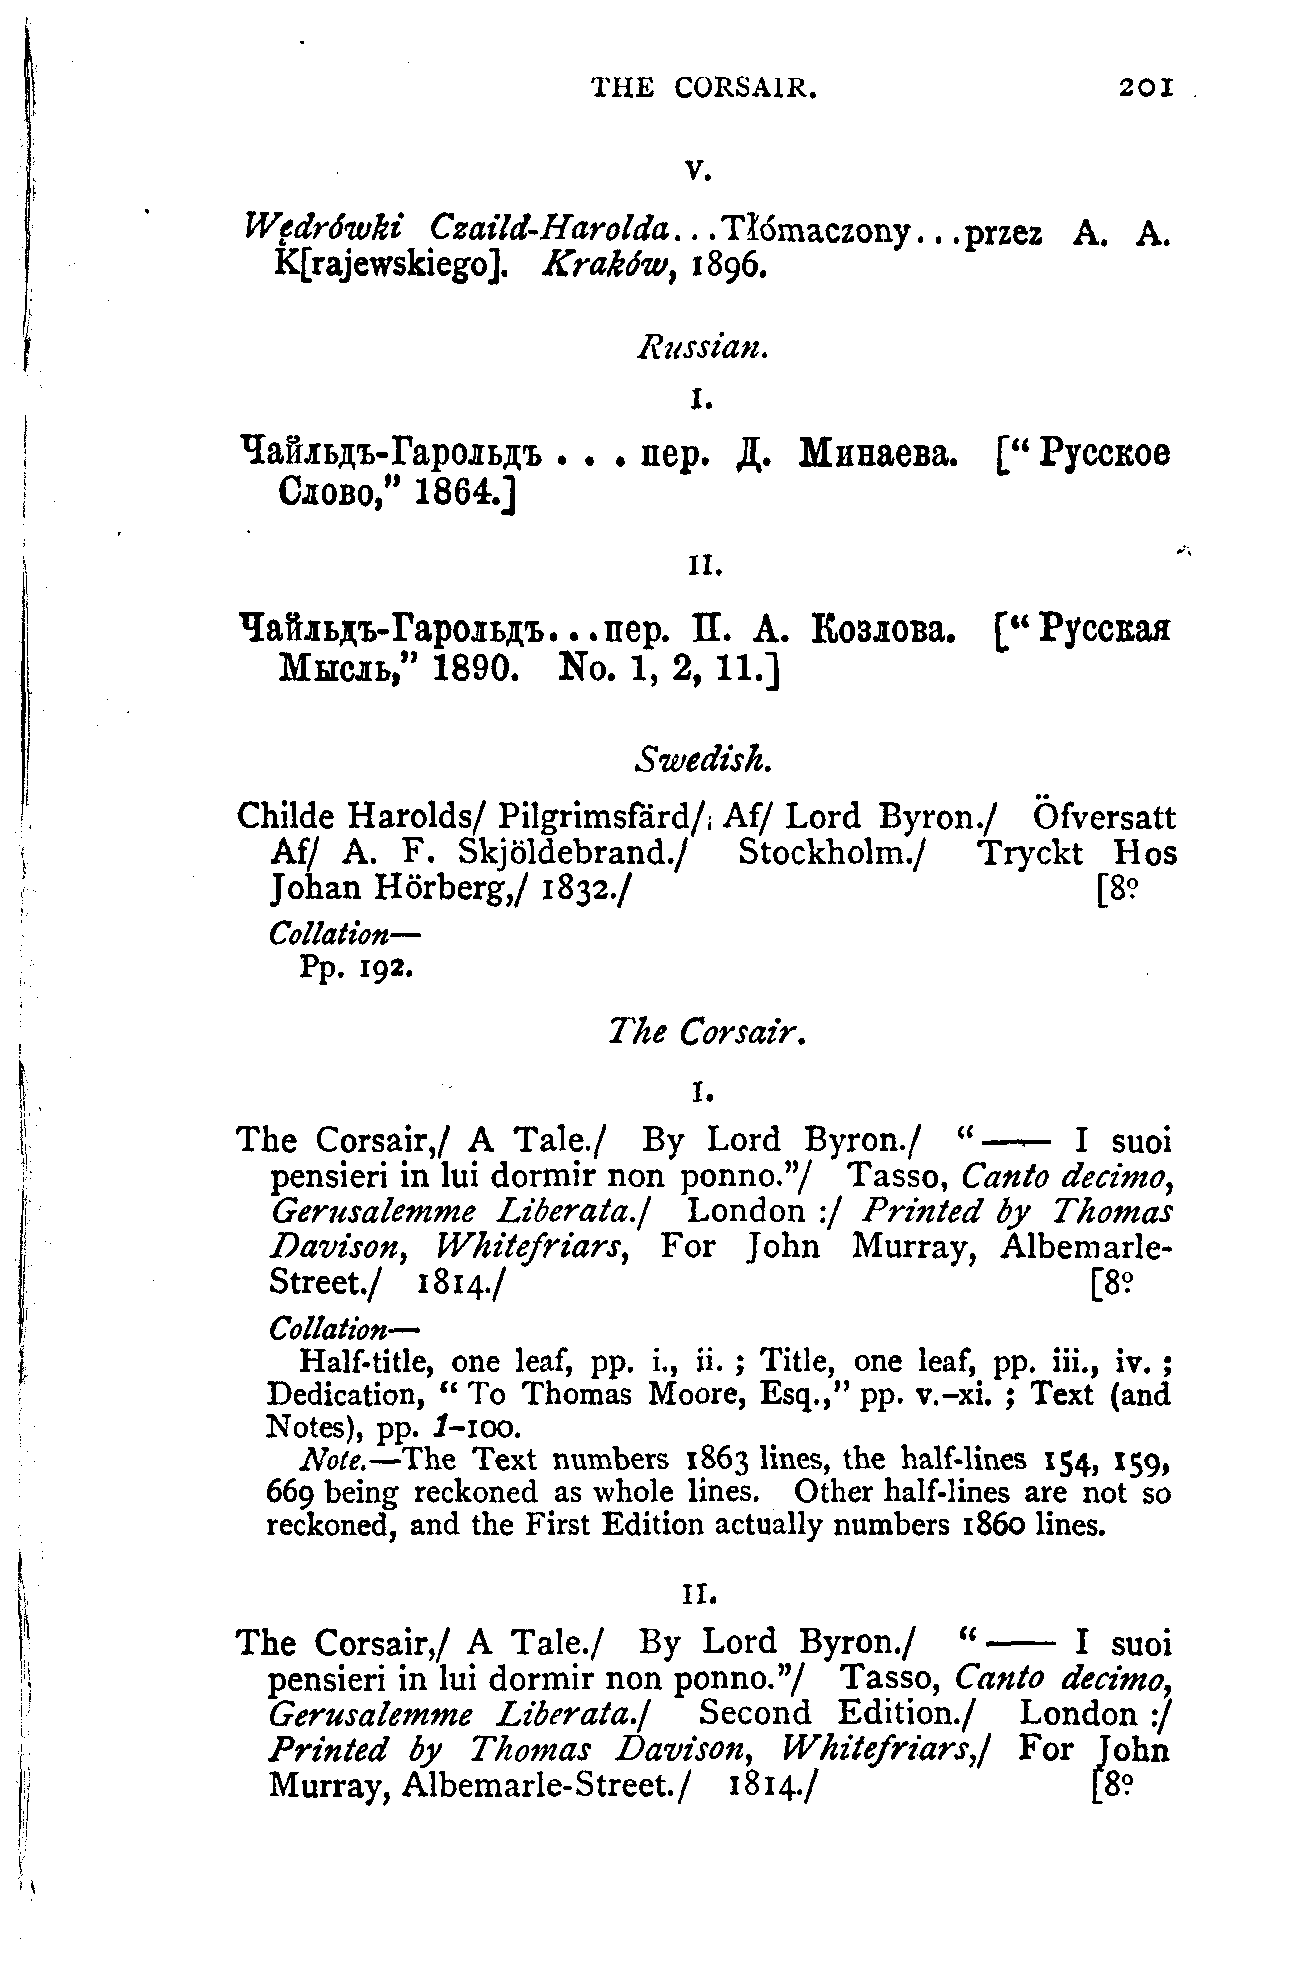 THE CORSAIR. 201
V.
Wędrówki Czaild-Harolda...Tłómaczony...przez A. A.
K[rajewskiego]. Kraków, 1896.
Russian.
I.
Чайльдъ-Гарольдъ . . . пер. Д. Минаева. [“Русское
Слово,” 1864.]
II.
Чайльдъ-Гарольдъ...пер. П. А. Козлова. [“Русская
Мысль,” 1890. No. 1, 2, 11.]
Swedish.
Childe Harolds/ Pilgrimsfärd/ Af/ Lord Byron./ Öfversatt
Af/ A. F. Skjöldebrand./ Stockholm./ Tryckt Hos
Johan Hörberg,/ 1832./ [8º
Collation—
Pp. 192.
The Corsair.
I.
The Corsair,/ A Tale./ By Lord Byron./ “—— I suoi
pensieri in lui dormir non ponno.”/ Tasso, Canto decimo,
Gerusalemme Liberata./ London :/ Printed by Thomas
Davison, Whitefriars, For John Murray, Albemarle-
Street./ 1814./ [8º
Collation—
Half-title, one leaf, pp. i., ii. ; Title, one leaf, pp. iii., iv. ;
Dedication, “To Thomas Moore, Esq.,” pp. v.-xi. ; Text (and
Notes), pp. 1-100.
Note.—The Text numbers 1863 lines, the half-lines 154, 159,
669 being reckoned as whole lines. Other half-lines are not so
reckoned, and the First Edition actually numbers 1860 lines.
II.
The Corsair,/ A Tale./ By Lord Byron./ “—— I suoi
pensieri in lui dormir non ponno.”/ Tasso, Canto decimo,
Gerusalemme Liberata./ Second Edition./ London :/
Printed by Thomas Davison, Whitefriars,/ For John
Murray, Albemarle-Street./ 1814./ [8º